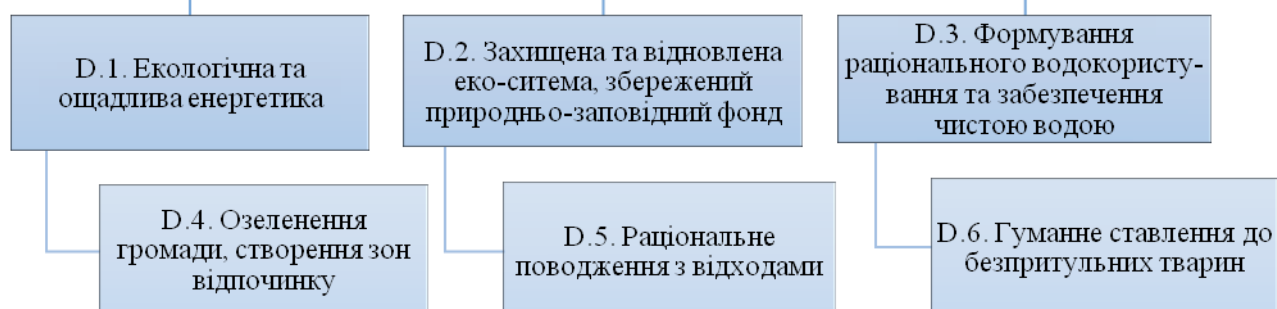 D.1. Екологічна та
ощадлива енергетика
D.2. Захищена та відновлена
еко-ситема, збережений
природньо-заповідний фонд
D.3. Формування
раціонального водокористу-
вання та забезпечення
чистою водою
D.4. Озеленення
громади, створення зон
відпочинку
D.5. Раціональне
поводження з відходами
D.6. Гуманне ставлення до
безпритульних тварин